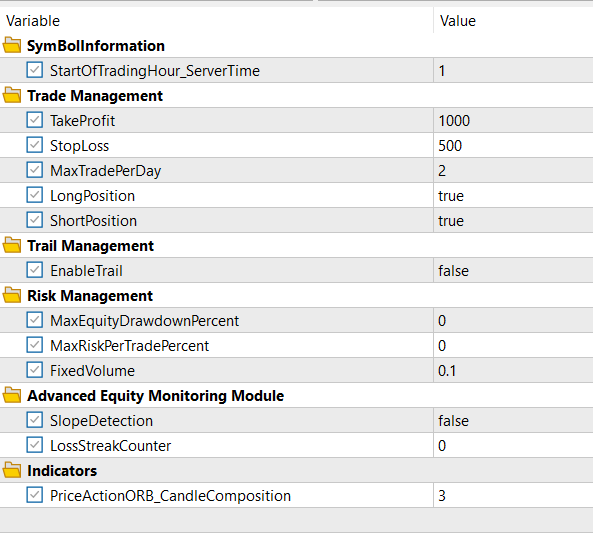 Variable Value
SymBolInformation
StartOfTradingHour_ServerTime 1
Trade Management
TakeProfit 1000
StopLoss 500
MaxTradePerDay 2
LongPosition true
ShortPosition true
Trail Management
EnableTrail false
Risk Management
MaxEquityDrawdownPercent 0
MaxRiskPerTradePercent 0
FixedVolume 0.1
Advanced Equity Monitoring Module
SlopeDetection false
LossStreakCounter 0
Indicators
PriceActionORB_CandleComposition 3